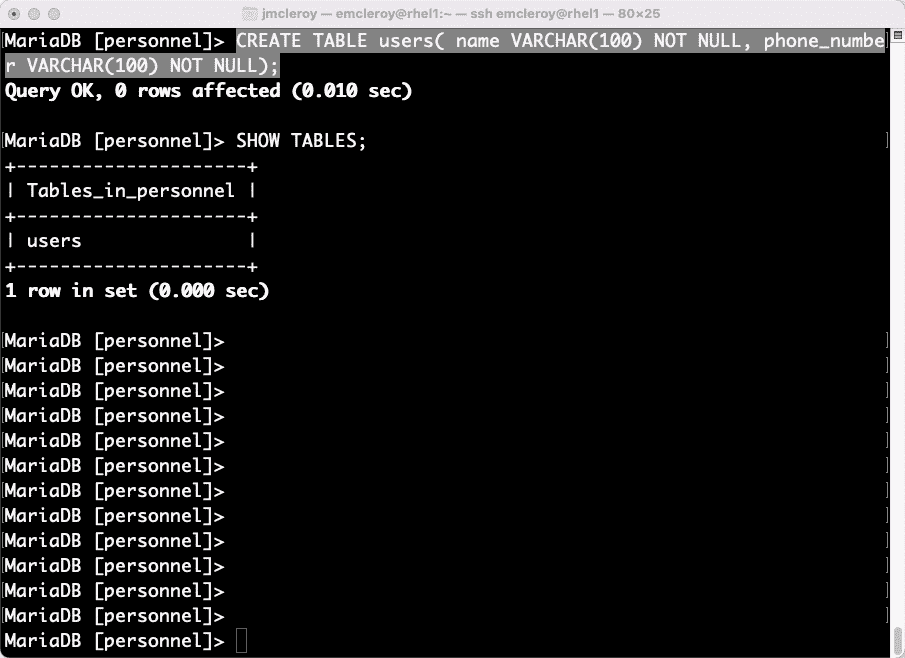 jmcleroy — emcleroy@rhel1:~ — ssh emcleroy@rhel1 — 80×25
MariaDB [personnel]> CREATE TABLE users( name VARCHAR(100) NOT NULL, phone_numbe
r VARCHAR(100) NOT NULL);
Query OK, 0 rows affected (0.010 sec)
MariaDB [personnel]> SHOW TABLES;
+---------------------+
| Tables_in_personnel |
+---------------------+
| users               |
+---------------------+
1 row in set (0.000 sec)
MariaDB [personnel]>
MariaDB [personnel]>
MariaDB [personnel]>
MariaDB [personnel]>
MariaDB [personnel]>
MariaDB [personnel]>
MariaDB [personnel]>
MariaDB [personnel]>
MariaDB [personnel]>
MariaDB [personnel]>
MariaDB [personnel]>
MariaDB [personnel]>
MariaDB [personnel]>